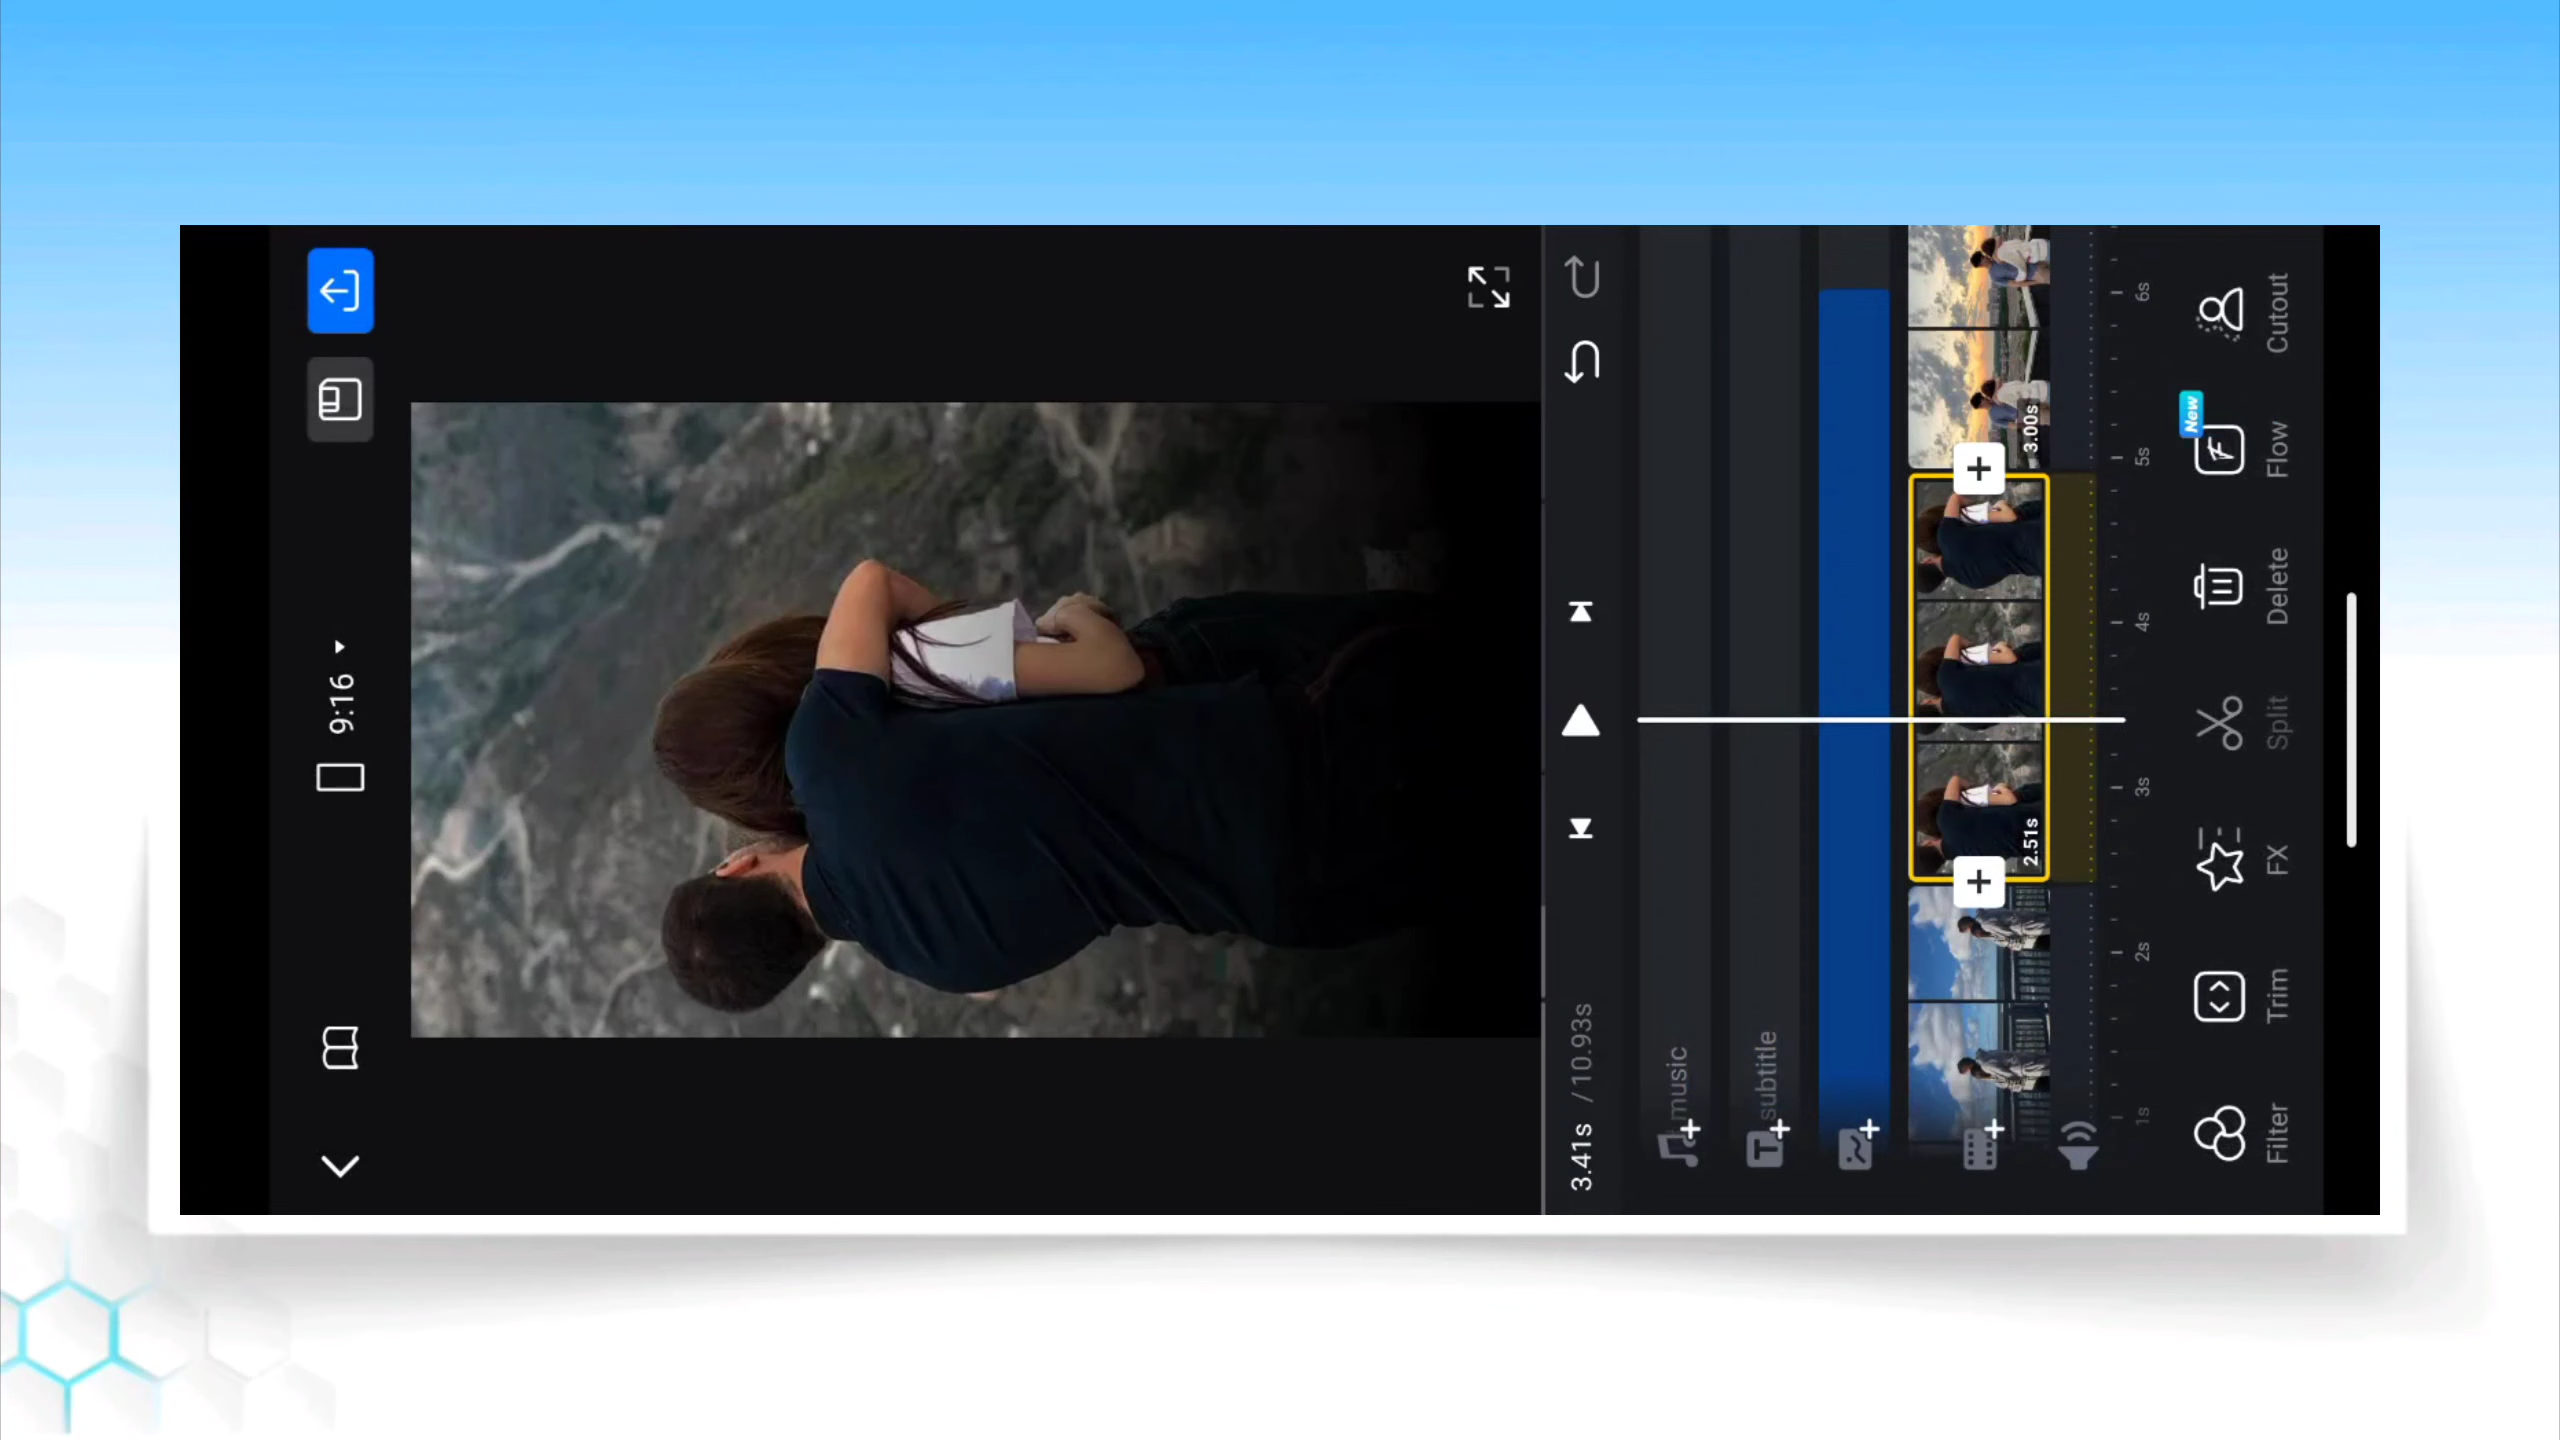 9:16
3.41s / 10.93s
music
subtitle
2.51s
3.00s
1s 2s 3s 4s 5s 6s
New
Filter Trim FX Split Delete Flow Cutout